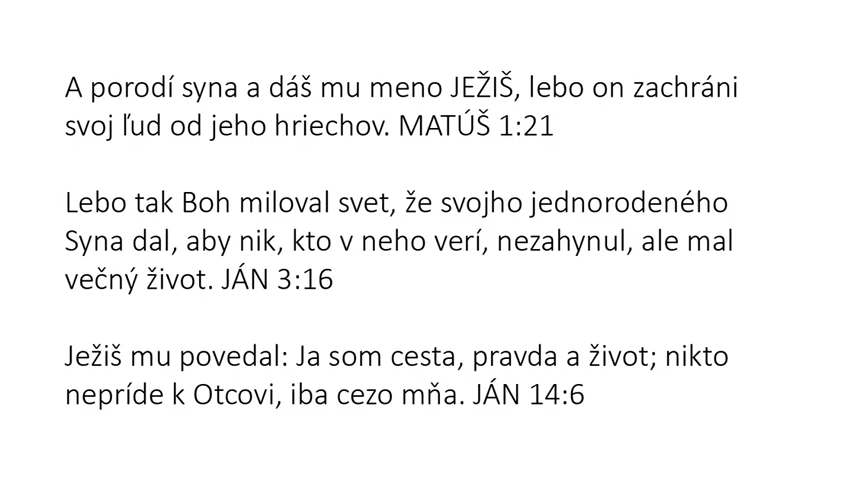 A porodí syna a dáš mu meno JEŽIŠ, lebo on zachráni
svoj ľud od jeho hriechov. MATÚŠ 1:21
Lebo tak Boh miloval svet, že svojho jednorodeného
Syna dal, aby nik, kto v neho verí, nezahynul, ale mal
večný život. JÁN 3:16
Ježiš mu povedal: Ja som cesta, pravda a život; nikto
nepríde k Otcovi, iba cezo mňa. JÁN 14:6